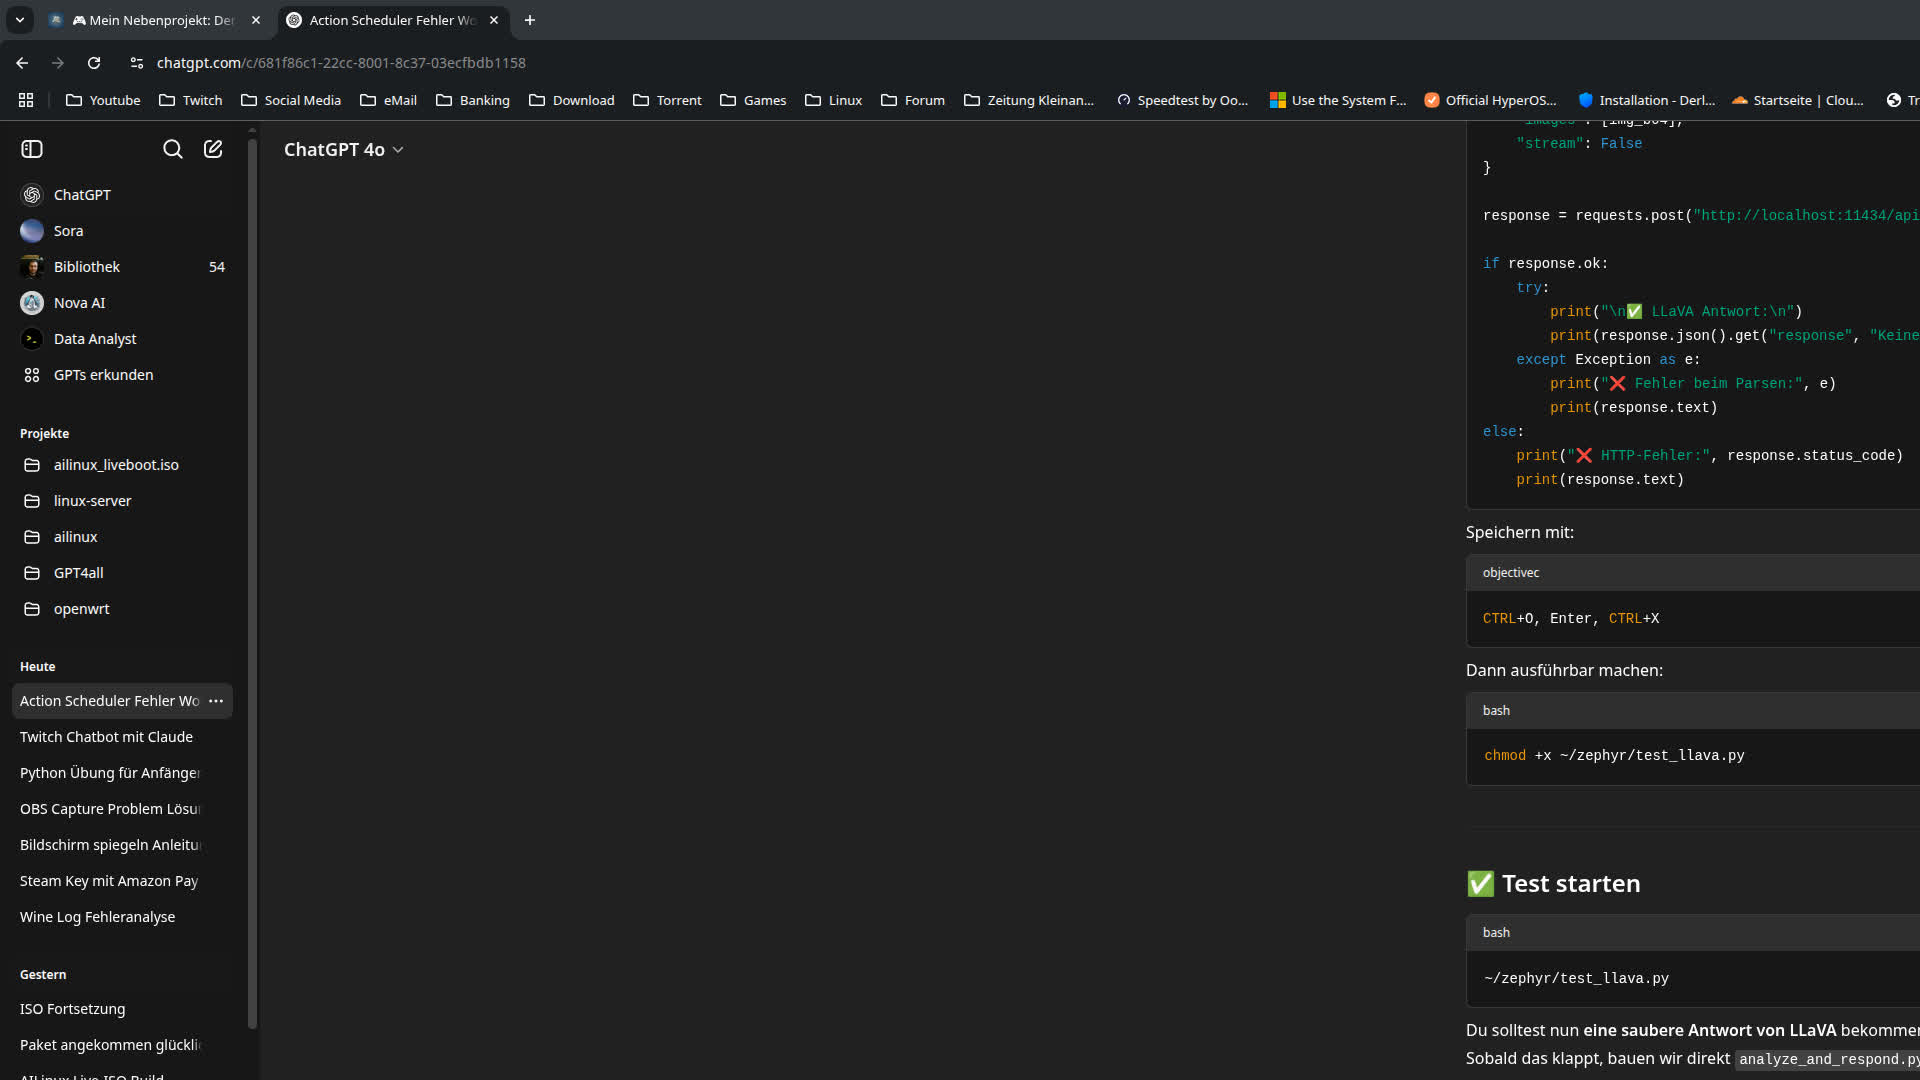 🎮 Mein Nebenprojekt: De
Action Scheduler Fehler Wo
chatgpt.com/c/681f86c1-22cc-8001-8c37-03ecfbdb1158
Youtube
Twitch
Social Media
eMail
Banking
Download
Torrent
Games
Linux
Forum
Zeitung Kleinan...
Speedtest by Oo...
Use the System F...
Official HyperOS...
Installation - Derl...
Startseite | Clou...
Tr
ChatGPT 4o
ChatGPT
Sora
Bibliothek 54
Nova AI
Data Analyst
GPTs erkunden
Projekte
ailinux_liveboot.iso
linux-server
ailinux
GPT4all
openwrt
Heute
Action Scheduler Fehler Wo
Twitch Chatbot mit Claude
Python Übung für Anfänger
OBS Capture Problem Lösu
Bildschirm spiegeln Anleitu
Steam Key mit Amazon Pay
Wine Log Fehleranalyse
Gestern
ISO Fortsetzung
Paket angekommen glückli
AILinux Live ISO Build
"images": [img_b64],
"stream": False
}
response = requests.post("http://localhost:11434/api
if response.ok:
try:
print("\n✅ LLaVA Antwort:\n")
print(response.json().get("response", "Keine
except Exception as e:
print("❌ Fehler beim Parsen:", e)
print(response.text)
else:
print("❌ HTTP-Fehler:", response.status_code)
print(response.text)
Speichern mit:
objectivec
CTRL+O, Enter, CTRL+X
Dann ausführbar machen:
bash
chmod +x ~/zephyr/test_llava.py
✅ Test starten
bash
~/zephyr/test_llava.py
Du solltest nun eine saubere Antwort von LLaVA bekommen
Sobald das klappt, bauen wir direkt analyze_and_respond.py